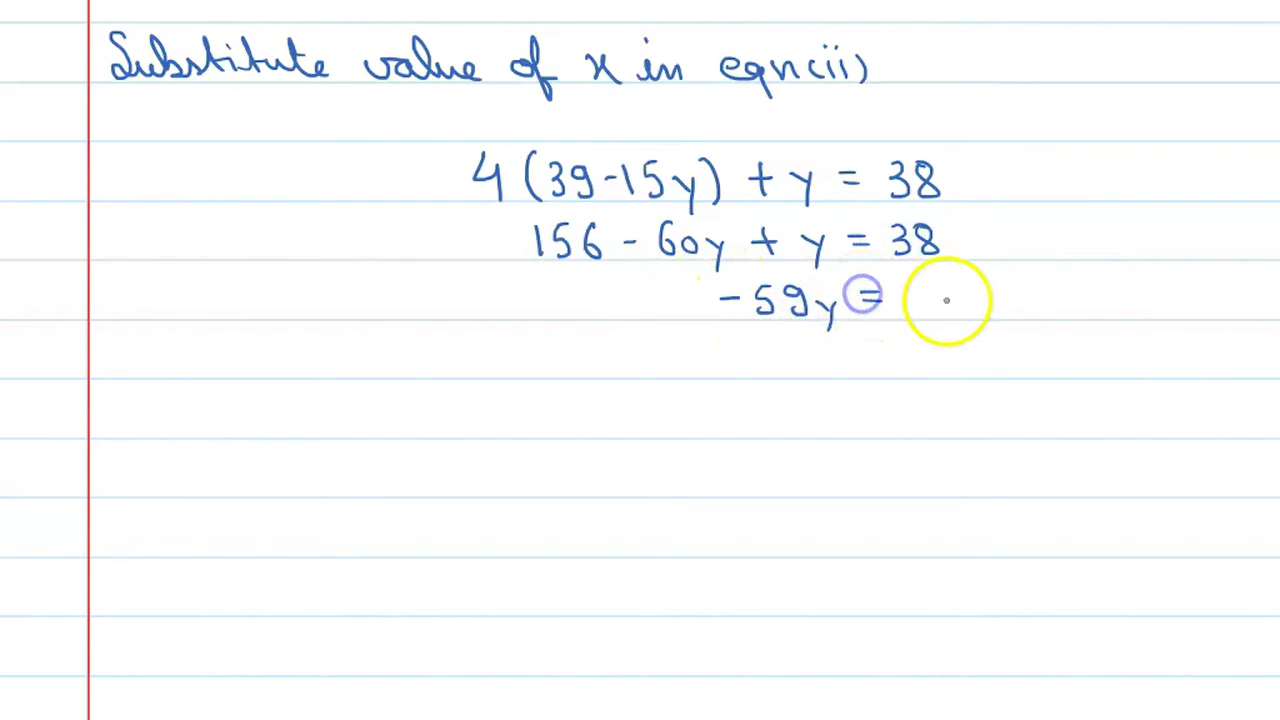 Substitute value of x in eqn(ii)
4(39-15y) + y = 38
156 - 60y + y = 38
-59y =